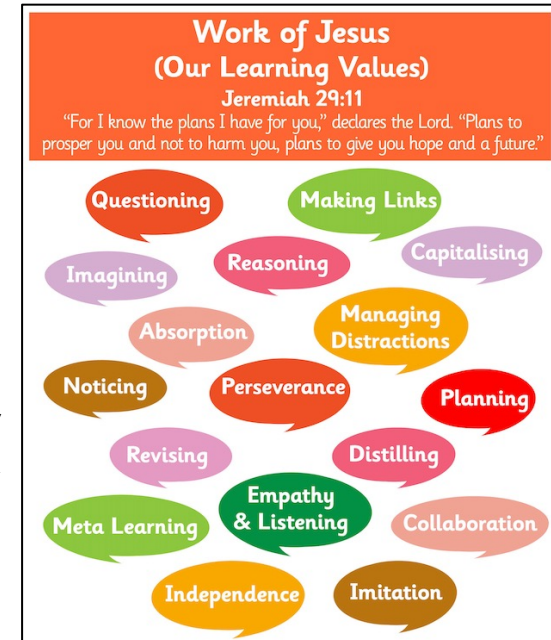 Work of Jesus
(Our Learning Values)
Jeremiah 29:11
“For I know the plans I have for you,” declares the Lord. “Plans to
prosper you and not to harm you, plans to give you hope and a future.”
Questioning
Making Links
Imagining
Reasoning
Capitalising
Absorption
Managing
Distractions
Noticing
Perseverance
Planning
Revising
Distilling
Meta Learning
Empathy
& Listening
Collaboration
Independence
Imitation